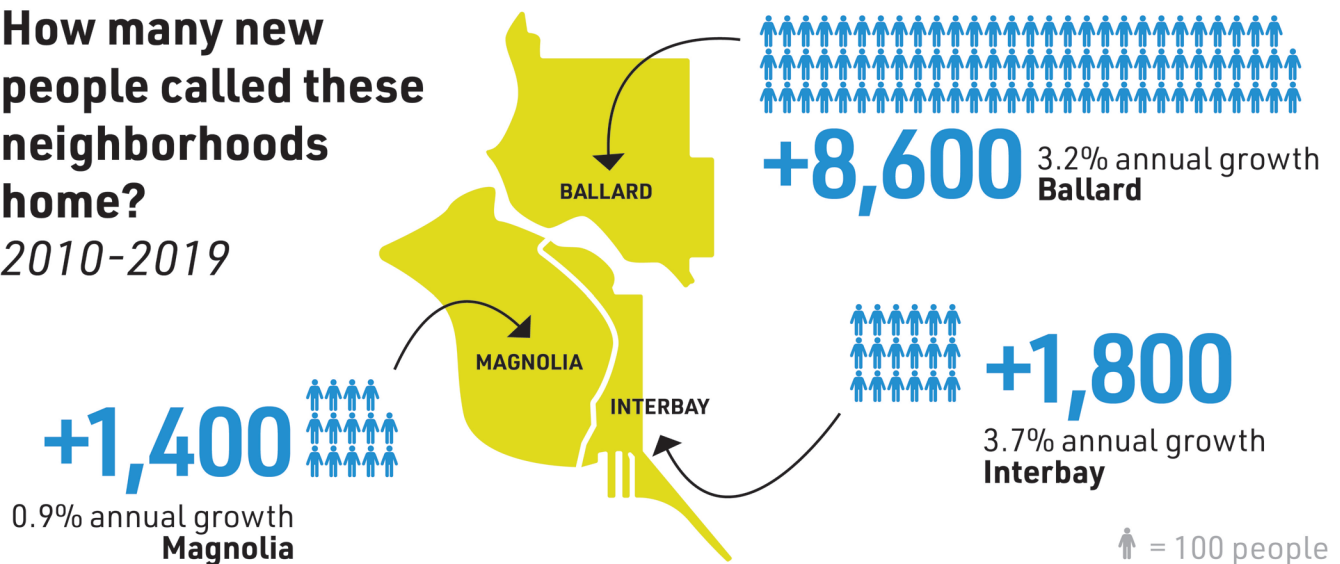 How many new
people called these
neighborhoods
home?
2010-2019
+8,600
3.2% annual growth
Ballard
BALLARD
MAGNOLIA
INTERBAY
+1,800
3.7% annual growth
Interbay
+1,400
0.9% annual growth
Magnolia
= 100 people